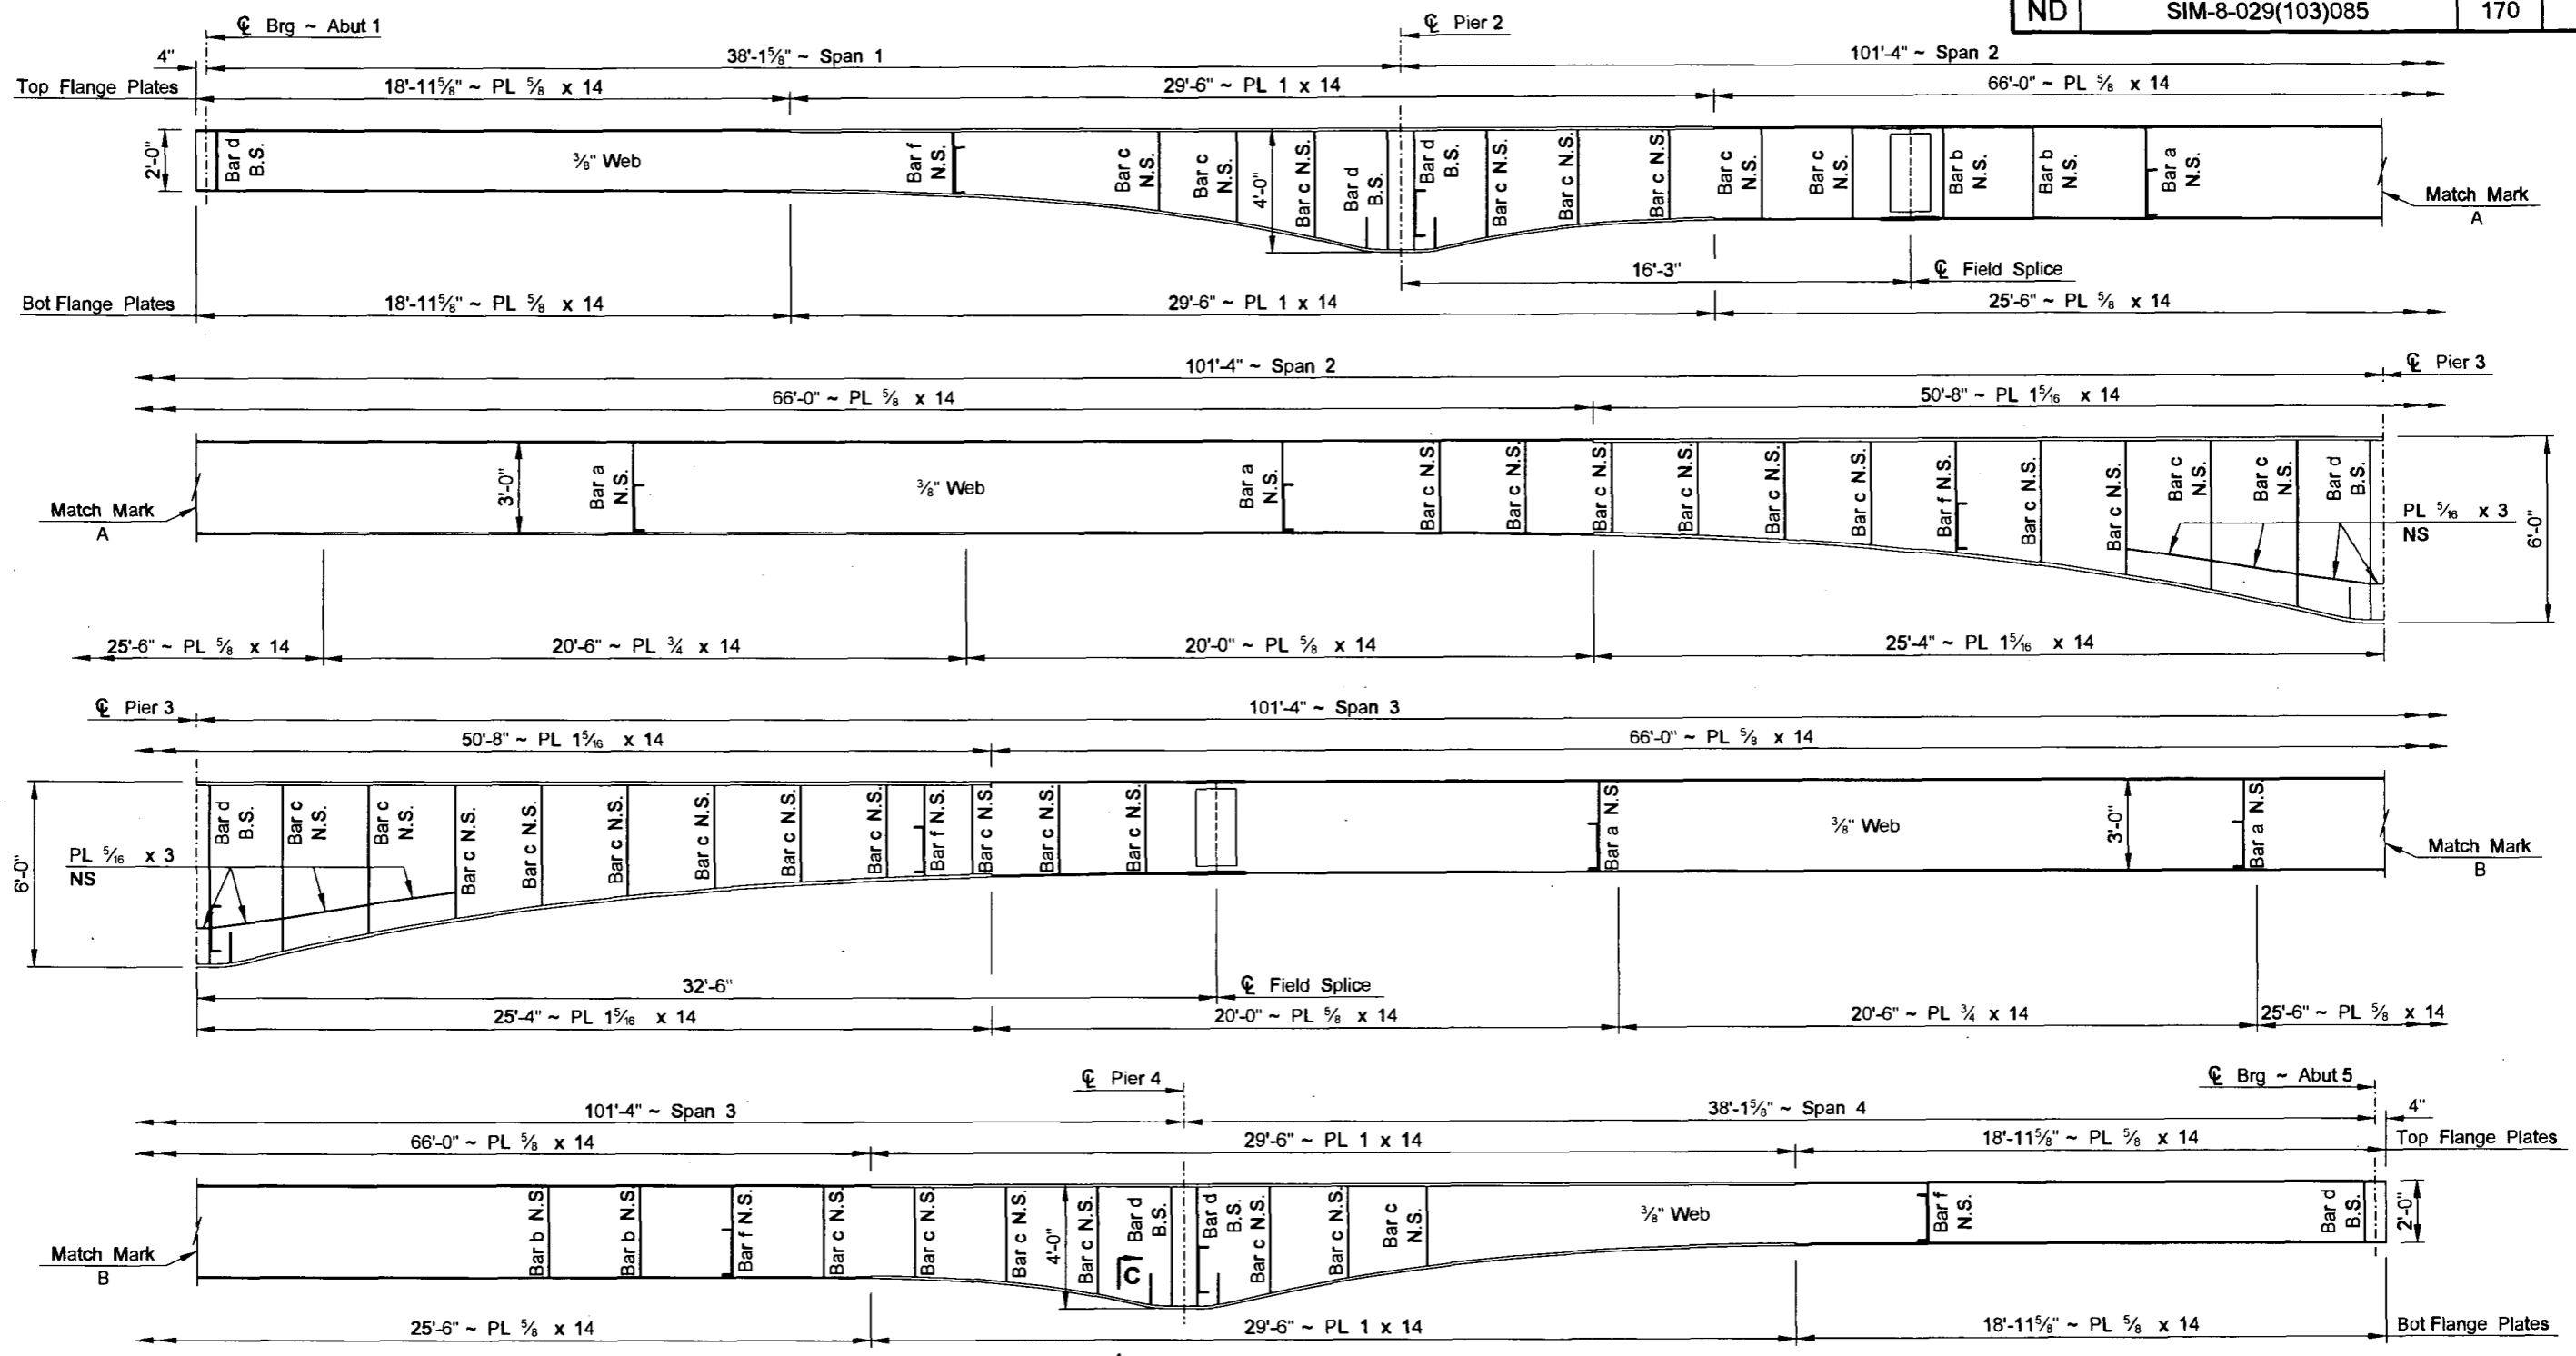 ND SIM-8-029(103)085 170
℄ Brg ~ Abut 1
℄ Pier 2
4" 38'-1⅝" ~ Span 1 101'-4" ~ Span 2
Top Flange Plates 18'-11⅝" ~ PL ⅝ x 14 29'-6" ~ PL 1 x 14 66'-0" ~ PL ⅝ x 14
2'-0" Bar d B.S. ⅜" Web Bar f N.S. Bar c N.S. Bar c N.S. 4'-0" Bar c N.S. Bar d B.S. Bar d B.S. Bar c N.S. Bar c N.S. Bar c N.S. Bar c N.S. Bar c N.S. Bar b N.S. Bar b N.S. Bar a N.S.
Match Mark
A
16'-3" ℄ Field Splice
Bot Flange Plates 18'-11⅝" ~ PL ⅝ x 14 29'-6" ~ PL 1 x 14 25'-6" ~ PL ⅝ x 14
101'-4" ~ Span 2 ℄ Pier 3
66'-0" ~ PL ⅝ x 14 50'-8" ~ PL 1⁵⁄₁₆ x 14
Match Mark
A
3'-0" Bar a N.S. ⅜" Web Bar a N.S. Bar c N.S. Bar c N.S. Bar c N.S. Bar c N.S. Bar c N.S. Bar c N.S. Bar f N.S. Bar c N.S. Bar c N.S. Bar c N.S. Bar c N.S. Bar d B.S.
PL ⁵⁄₁₆ x 3
NS
6'-0"
25'-6" ~ PL ⅝ x 14 20'-6" ~ PL ¾ x 14 20'-0" ~ PL ⅝ x 14 25'-4" ~ PL 1⁵⁄₁₆ x 14
℄ Pier 3 101'-4" ~ Span 3
50'-8" ~ PL 1⁵⁄₁₆ x 14 66'-0" ~ PL ⅝ x 14
6'-0"
PL ⁵⁄₁₆ x 3
NS
Bar d B.S. Bar c N.S. Bar c N.S. Bar c N.S. Bar c N.S. Bar c N.S. Bar c N.S. Bar c N.S. Bar c N.S. Bar f N.S. Bar c N.S. Bar c N.S. Bar c N.S. Bar a N.S. ⅜" Web 3'-0" Bar a N.S.
Match Mark
B
32'-6" ℄ Field Splice
25'-4" ~ PL 1⁵⁄₁₆ x 14 20'-0" ~ PL ⅝ x 14 20'-6" ~ PL ¾ x 14 25'-6" ~ PL ⅝ x 14
℄ Pier 4 ℄ Brg ~ Abut 5
101'-4" ~ Span 3 38'-1⅝" ~ Span 4 4"
66'-0" ~ PL ⅝ x 14 29'-6" ~ PL 1 x 14 18'-11⅝" ~ PL ⅝ x 14 Top Flange Plates
Match Mark
B
Bar b N.S. Bar b N.S. Bar f N.S. Bar c N.S. Bar c N.S. Bar c N.S. 4'-0" Bar c N.S. C Bar d B.S. Bar d B.S. Bar c N.S. Bar c N.S. Bar c N.S. ⅜" Web Bar f N.S. Bar d B.S. 2'-0"
25'-6" ~ PL ⅝ x 14 29'-6" ~ PL 1 x 14 18'-11⅝" ~ PL ⅝ x 14 Bot Flange Plates